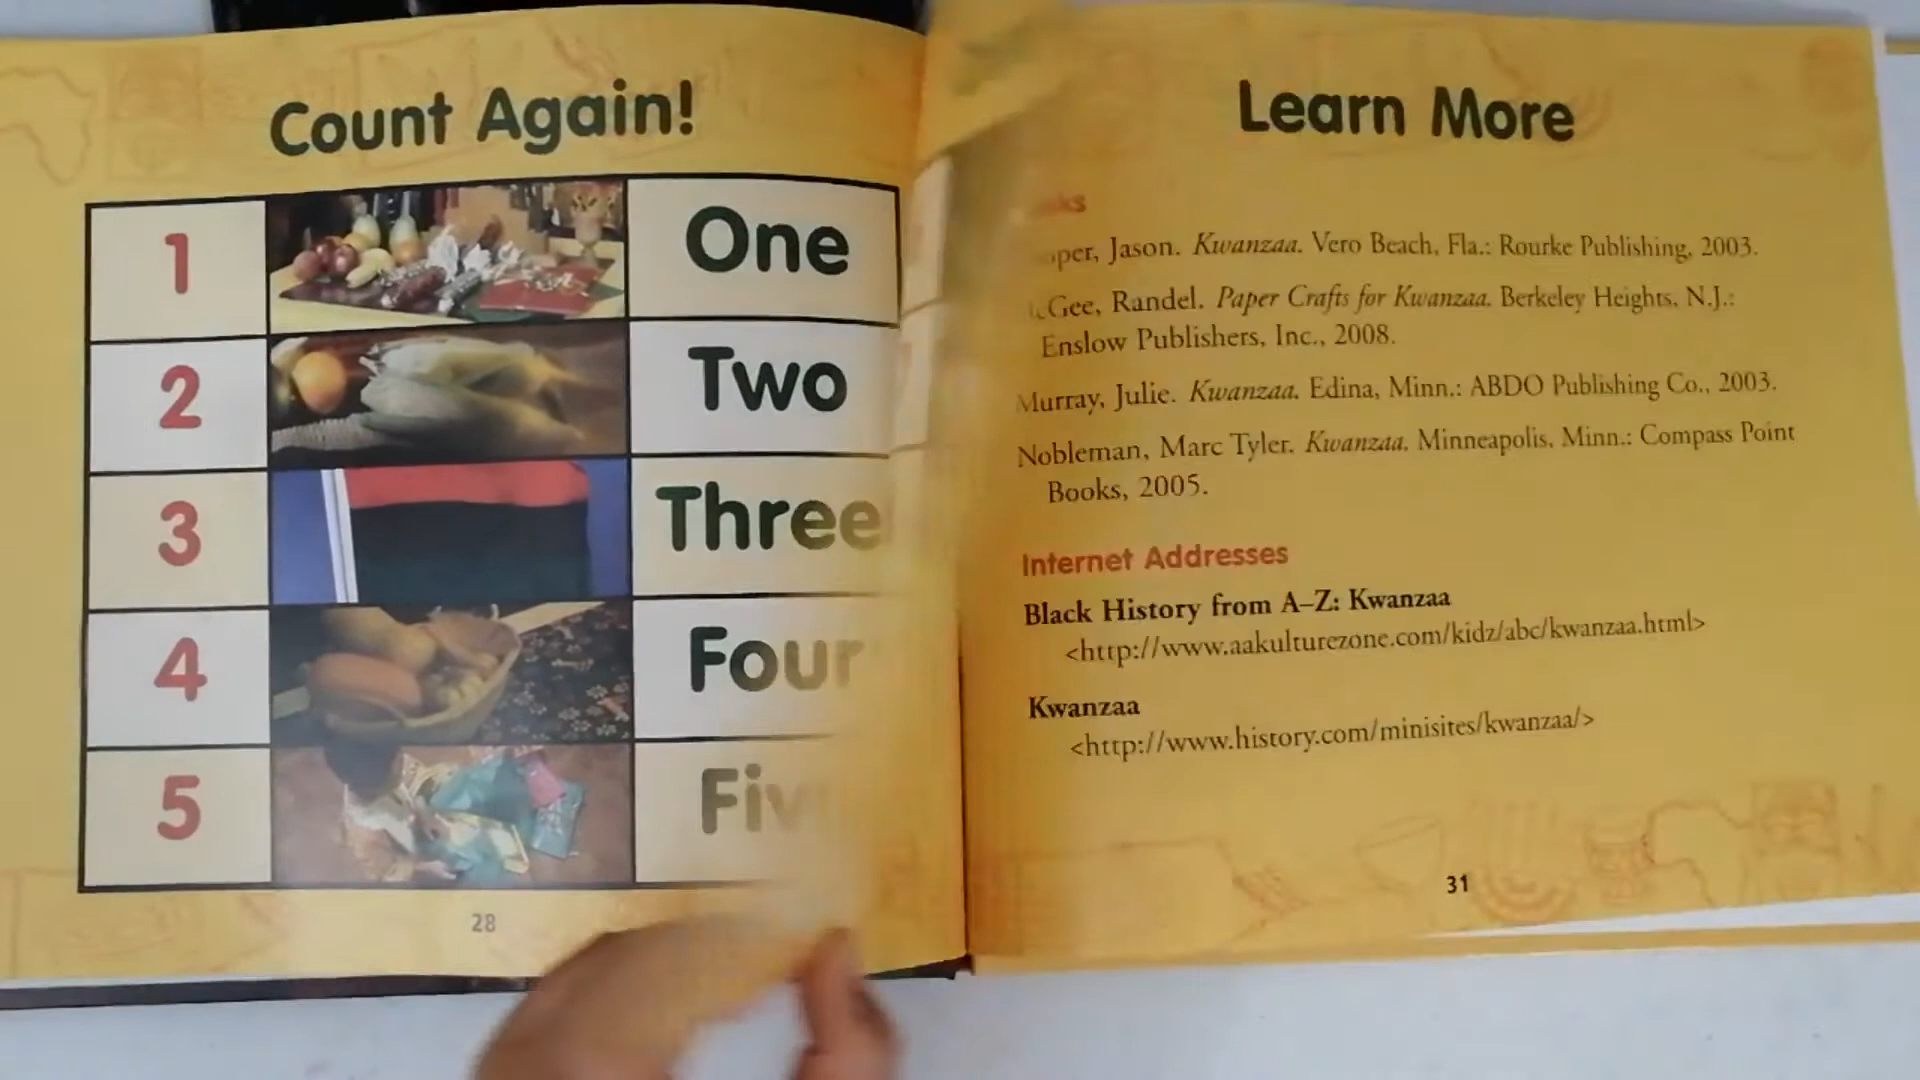 Count Again!
1 One
2 Two
3 Three
4 Four
5
28
Learn More
Jason. Kwanzaa. Vero Beach, Fla.: Rourke Publishing, 2003.
Randel. Paper Crafts for Kwanzaa. Berkeley Heights, N.J.:
Enslow Publishers, Inc., 2008.
Murray, Julie. Kwanzaa. Edina, Minn.: ABDO Publishing Co., 2003.
Nobleman, Marc Tyler. Kwanzaa. Minneapolis, Minn.: Compass Point
Books, 2005.
Internet Addresses
Black History from A–Z: Kwanzaa
<http://www.aakulturezone.com/kidz/abc/kwanzaa.html>
Kwanzaa
<http://www.history.com/minisites/kwanzaa/>
31